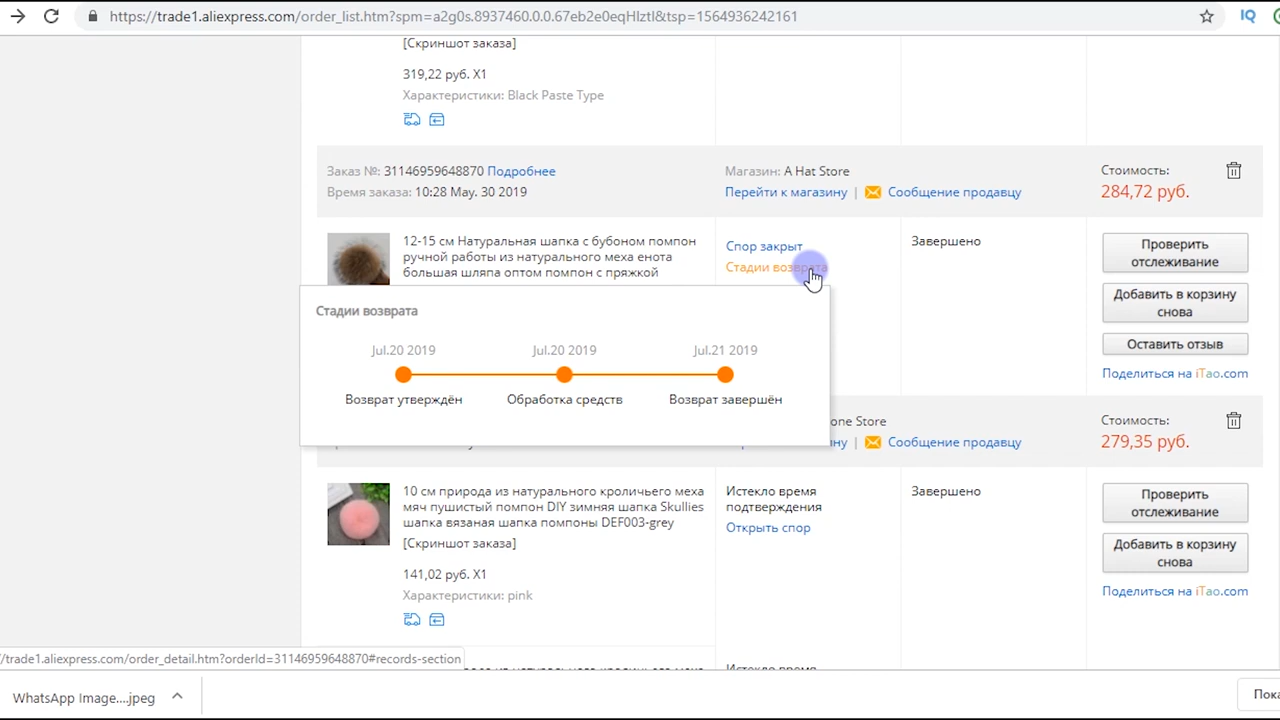 https://trade1.aliexpress.com/order_list.htm?spm=a2g0s.8937460.0.0.67eb2e0eqHlztl&tsp=1564936242161
IQ
[Скриншот заказа]
319,22 руб. X1
Характеристики: Black Paste Type
Заказ №: 31146959648870 Подробнее
Время заказа: 10:28 May. 30 2019
Магазин: A Hat Store
Перейти к магазину | Сообщение продавцу
Стоимость:
284,72 руб.
12-15 см Натуральная шапка с бубоном помпон
ручной работы из натурального меха енота
большая шляпа оптом помпон с пряжкой
Спор закрыт
Стадии возврата
Завершено
Проверить
отслеживание
Добавить в корзину
снова
Оставить отзыв
Поделиться на iTao.com
Стадии возврата
Jul.20 2019
Jul.20 2019
Jul.21 2019
Возврат утверждён
Обработка средств
Возврат завершён
one Store
ину | Сообщение продавцу
Стоимость:
279,35 руб.
10 см природа из натурального кроличьего меха
мяч пушистый помпон DIY зимняя шапка Skullies
шапка вязаная шапка помпоны DEF003-grey
[Скриншот заказа]
141,02 руб. X1
Характеристики: pink
Истекло время
подтверждения
Открыть спор
Завершено
Проверить
отслеживание
Добавить в корзину
снова
Поделиться на iTao.com
Истекло время
/trade1.aliexpress.com/order_detail.htm?orderId=31146959648870#records-section
WhatsApp Image....jpeg
Пока